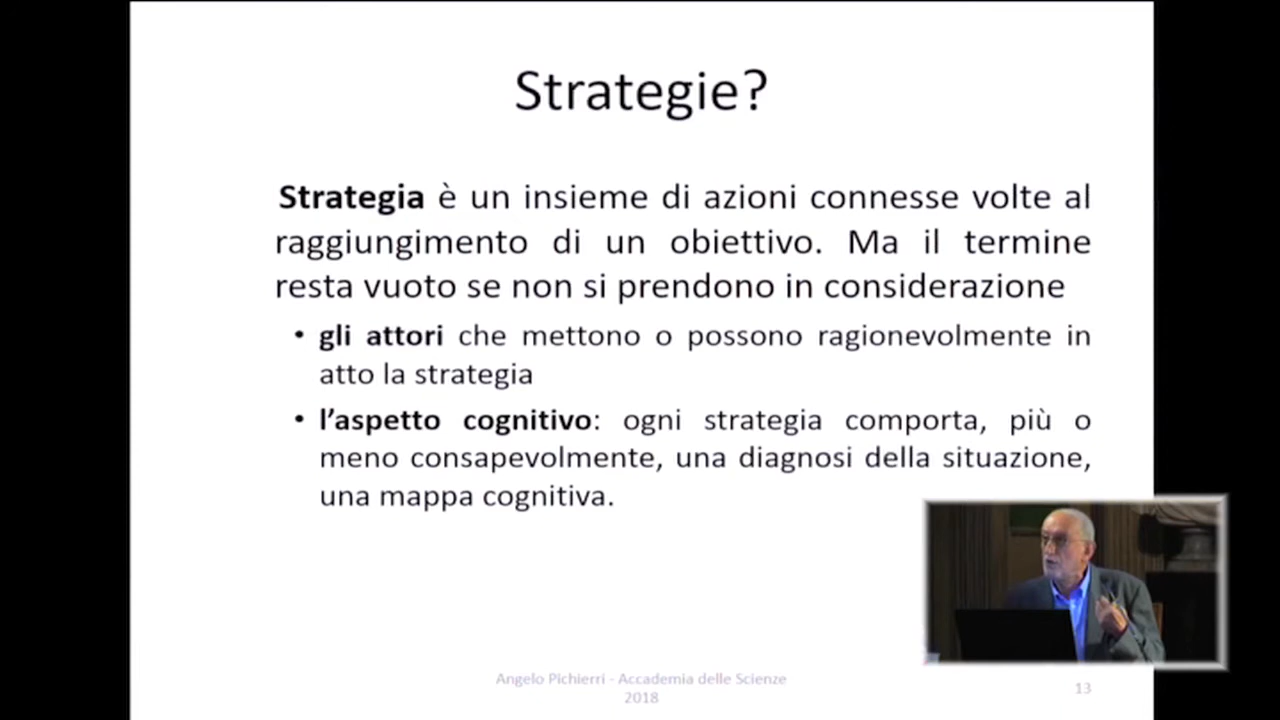 Strategie?
Strategia è un insieme di azioni connesse volte al
raggiungimento di un obiettivo. Ma il termine
resta vuoto se non si prendono in considerazione
• gli attori che mettono o possono ragionevolmente in
atto la strategia
• l’aspetto cognitivo: ogni strategia comporta, più o
meno consapevolmente, una diagnosi della situazione,
una mappa cognitiva.
Angelo Pichierri - Accademia delle Scienze
2018
13